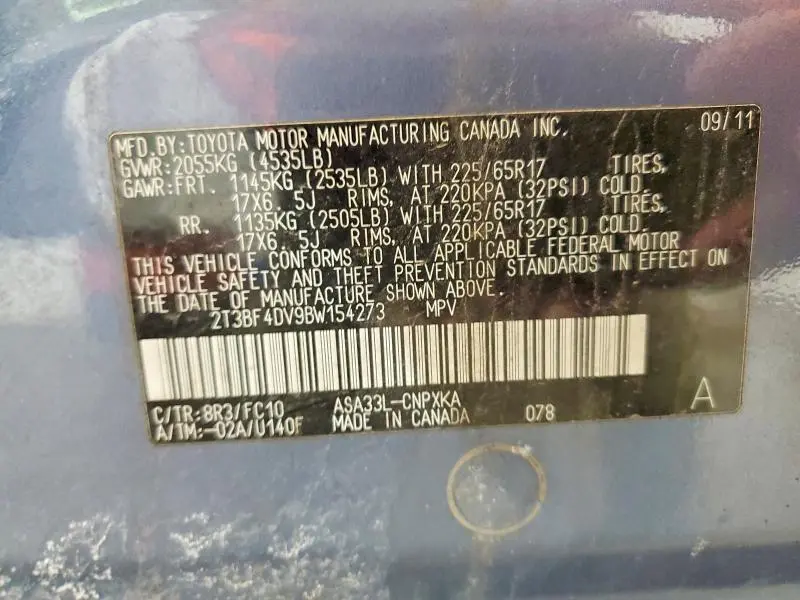 MFD.BY:TOYOTA MOTOR MANUFACTURING CANADA INC. 09/11
GVWR:2055KG (4535LB)
GAWR:FRT. 1145KG (2535LB) WITH 225/65R17 TIRES,
17X6. 5J RIMS, AT 220KPA (32PSI) COLD.
RR. 1135KG (2505LB) WITH 225/65R17 TIRES,
17X6. 5J RIMS, AT 220KPA (32PSI) COLD.
THIS VEHICLE CONFORMS TO ALL APPLICABLE FEDERAL MOTOR
VEHICLE SAFETY AND THEFT PREVENTION STANDARDS IN EFFECT ON
THE DATE OF MANUFACTURE SHOWN ABOVE.
2T3BF4DV9BW154273 MPV
C/TR:8R3/FC10 ASA33L-CNPXKA A
A/TM:-02A/U140F MADE IN CANADA 078